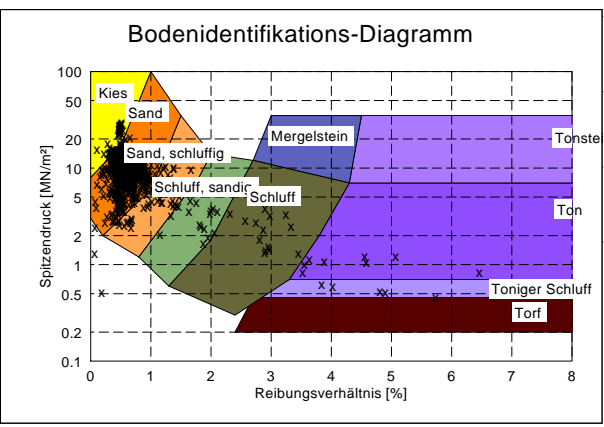 Bodenidentifikations-Diagramm
Spitzendruck [MN/m²]
100
50
20
10
5
2
1
0.5
0.2
0.1
Kies
Sand
Sand, schluffig
Schluff, sandig
Schluff
Mergelstein
Tonste
Ton
Toniger Schluff
Torf
0 1 2 3 4 5 6 7 8
Reibungsverhältnis [%]